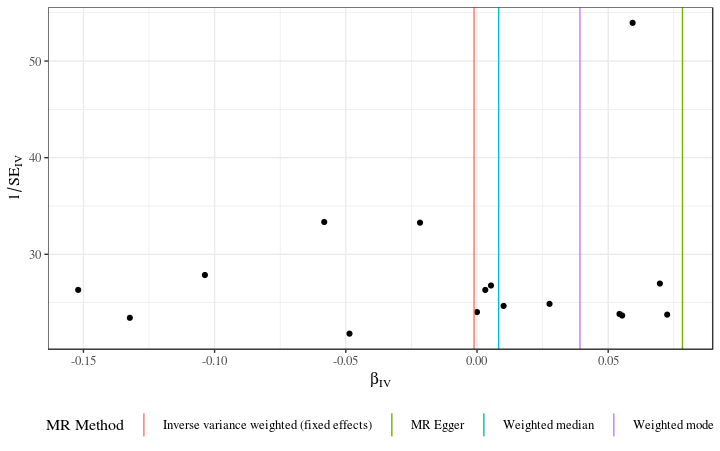 50
40
30
1/SE_IV
-0.15 -0.10 -0.05 0.00 0.05
β_IV
MR Method Inverse variance weighted (fixed effects) MR Egger Weighted median Weighted mode